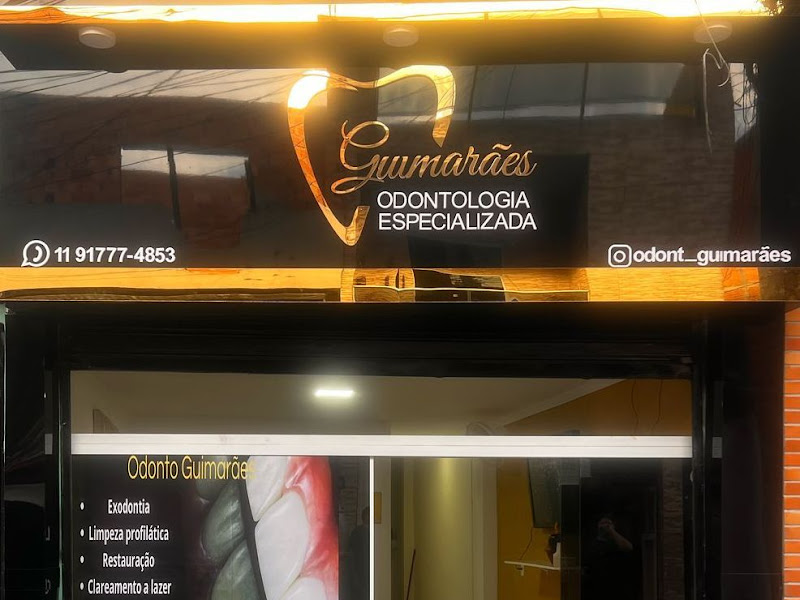 Guimarães
ODONTOLOGIA
ESPECIALIZADA
11 91777-4853
odont_guimarães
Odonto Guimarães
• Exodontia
• Limpeza profilática
• Restauração
• Clareamento a lazer